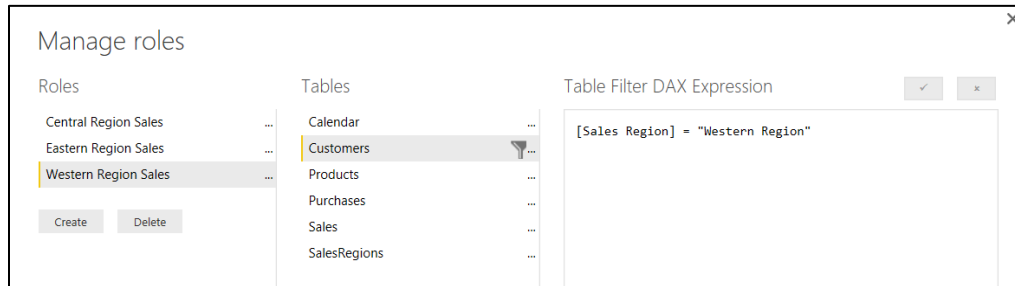 Manage roles
Roles
Central Region Sales ...
Eastern Region Sales ...
Western Region Sales ...
Create Delete
Tables
Calendar ...
Customers ...
Products ...
Purchases ...
Sales ...
SalesRegions ...
Table Filter DAX Expression
[Sales Region] = "Western Region"